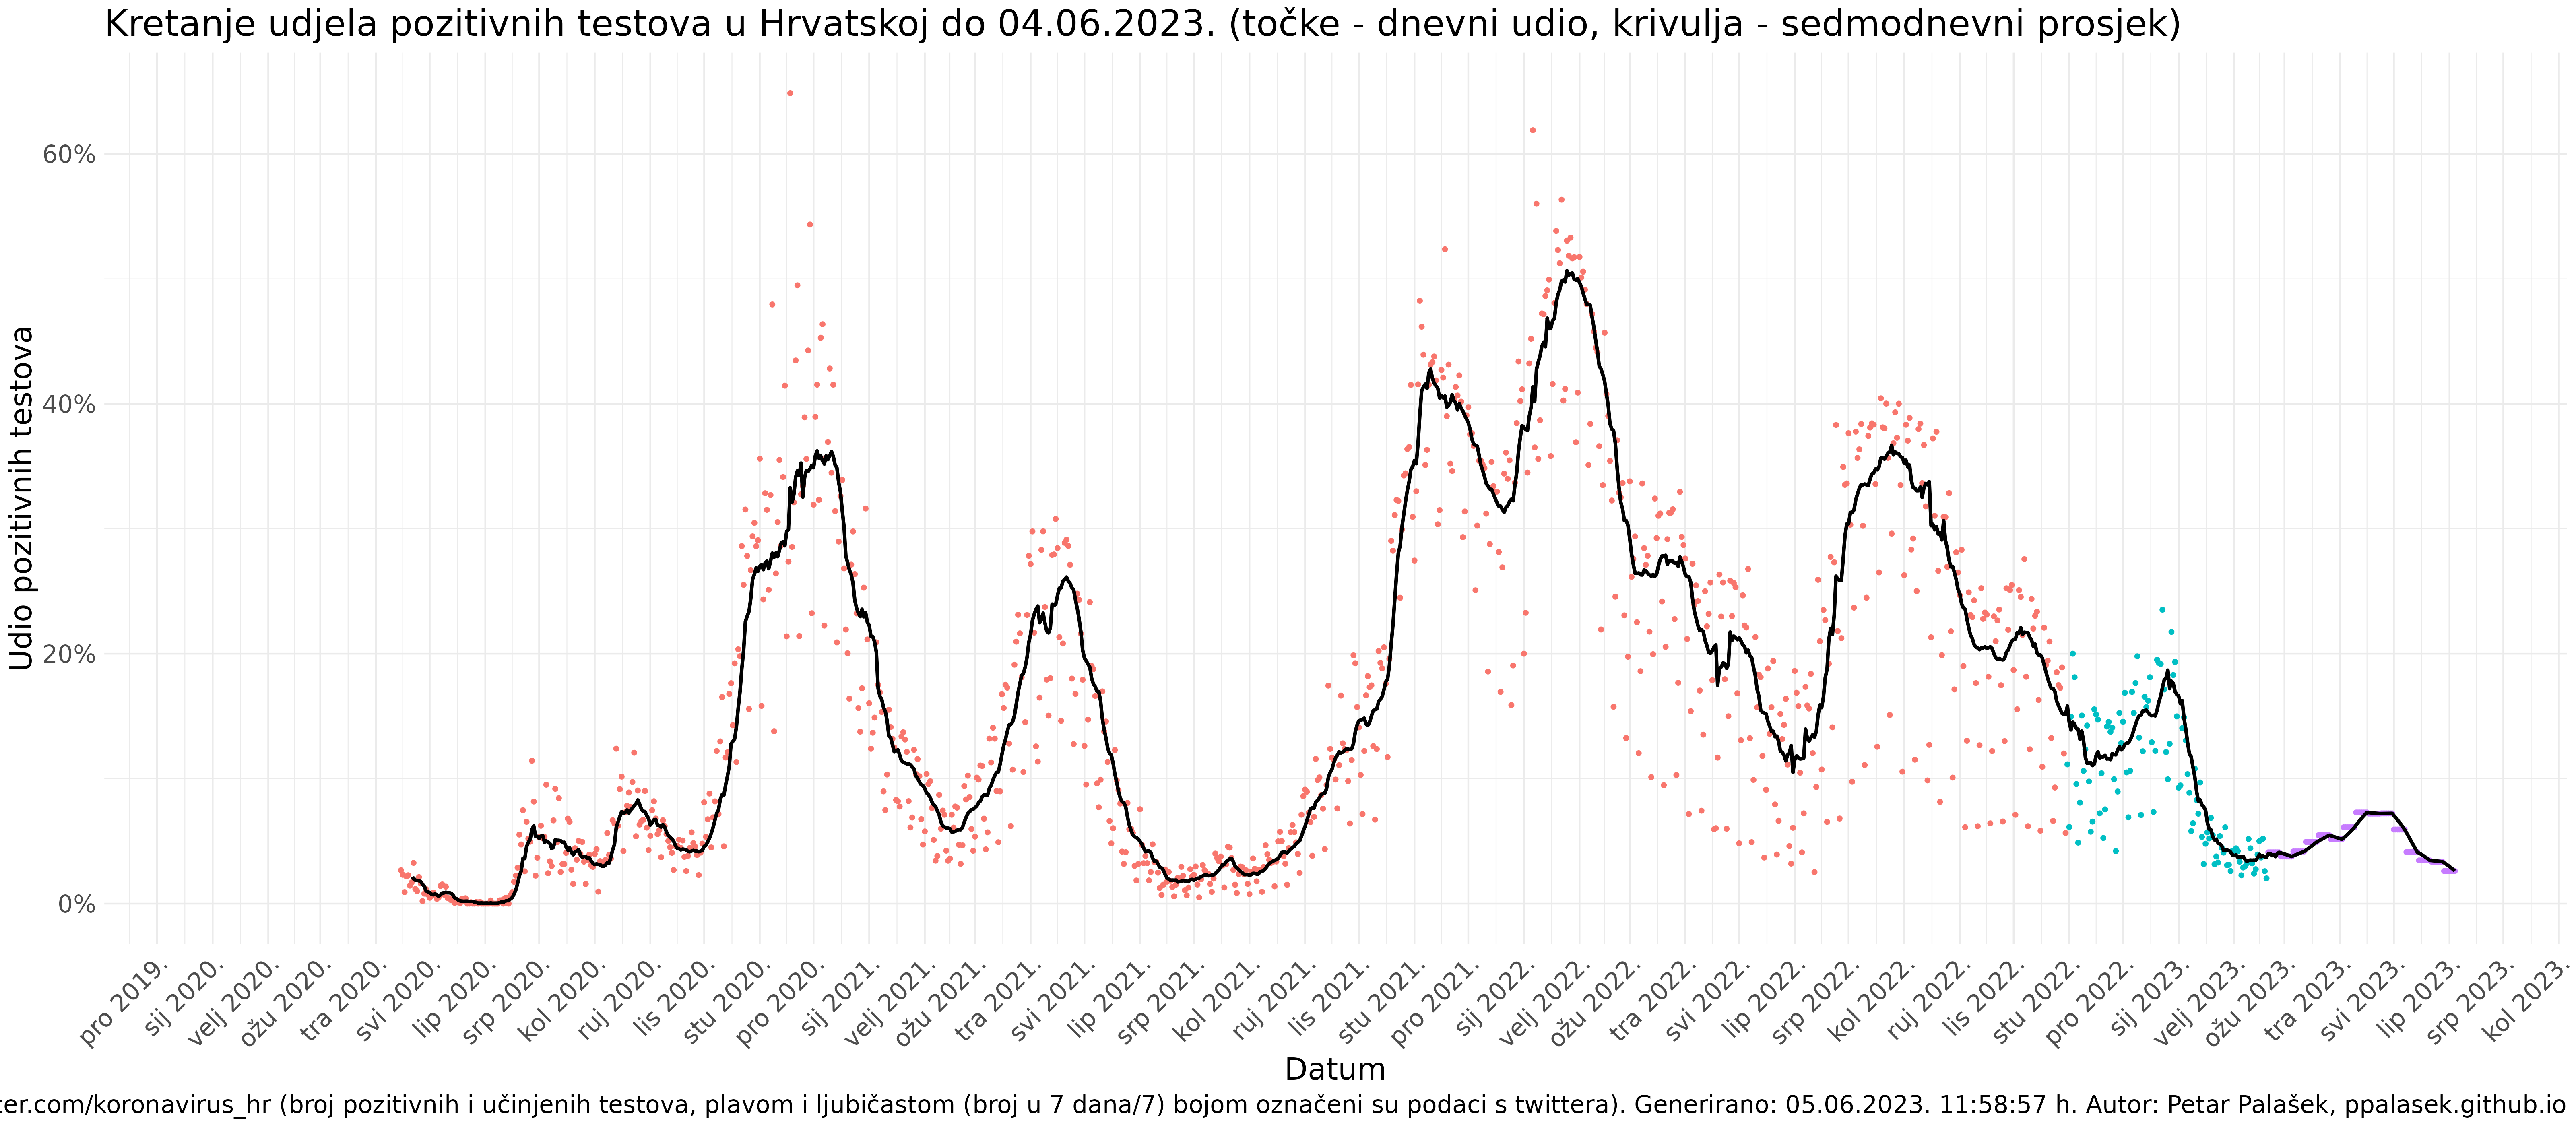 Kretanje udjela pozitivnih testova u Hrvatskoj do 04.06.2023. (točke - dnevni udio, krivulja - sedmodnevni prosjek)
Udio pozitivnih testova
60%
40%
20%
0%
pro 2019.
sij 2020.
velj 2020.
ožu 2020.
tra 2020.
svi 2020.
lip 2020.
srp 2020.
kol 2020.
ruj 2020.
lis 2020.
stu 2020.
pro 2020.
sij 2021.
velj 2021.
ožu 2021.
tra 2021.
svi 2021.
lip 2021.
srp 2021.
kol 2021.
ruj 2021.
lis 2021.
stu 2021.
pro 2021.
sij 2022.
velj 2022.
ožu 2022.
tra 2022.
svi 2022.
lip 2022.
srp 2022.
kol 2022.
ruj 2022.
lis 2022.
stu 2022.
pro 2022.
sij 2023.
velj 2023.
ožu 2023.
tra 2023.
svi 2023.
lip 2023.
srp 2023.
kol 2023.
Datum
ter.com/koronavirus_hr (broj pozitivnih i učinjenih testova, plavom i ljubičastom (broj u 7 dana/7) bojom označeni su podaci s twittera). Generirano: 05.06.2023. 11:58:57 h. Autor: Petar Palašek, ppalasek.github.io